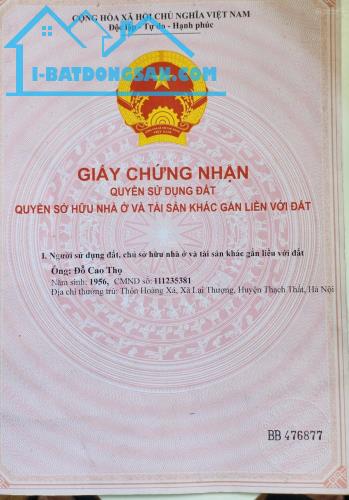 CỘNG HÒA XÃ HỘI CHỦ NGHĨA VIỆT NAM
Độc lập - Tự do - Hạnh phúc
I-BATDONGSAN.COM
GIẤY CHỨNG NHẬN
QUYỀN SỬ DỤNG ĐẤT
QUYỀN SỞ HỮU NHÀ Ở VÀ TÀI SẢN KHÁC GẮN LIỀN VỚI ĐẤT
I. Người sử dụng đất, chủ sở hữu nhà ở và tài sản khác gắn liền với đất
Ông: Đỗ Cao Thọ
Năm sinh: 1956, CMND số: 111235381
Địa chỉ thường trú: Thôn Hoàng Xá, Xã Lại Thượng, Huyện Thạch Thất, Hà Nội
BB 476877